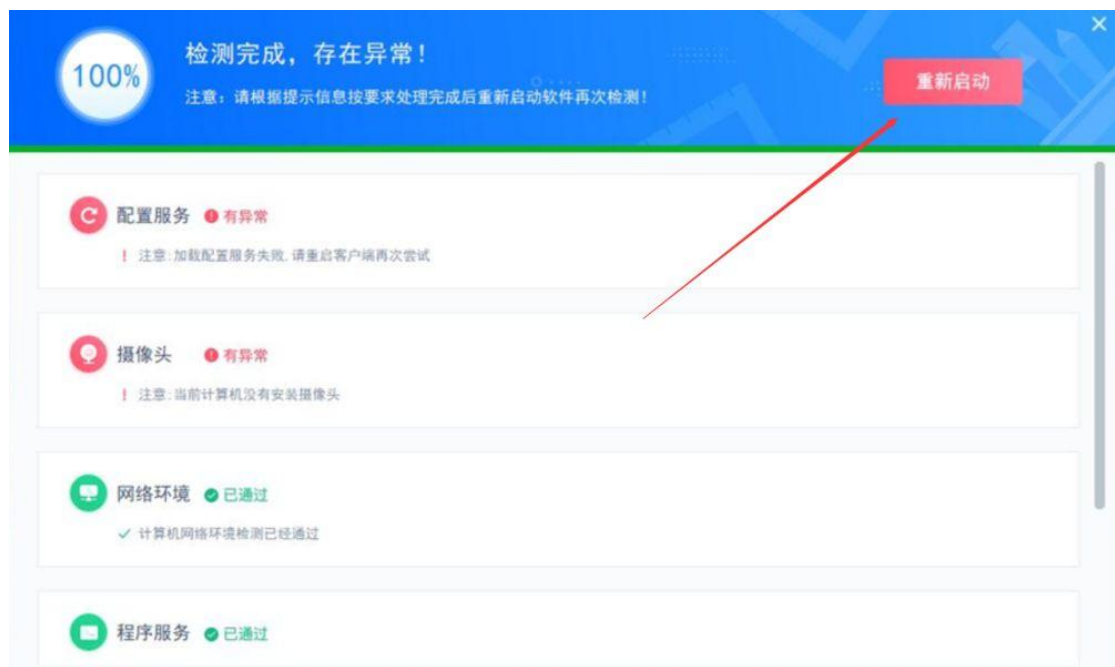 100%
检测完成，存在异常！
注意：请根据提示信息按要求处理完成后重新启动软件再次检测！
重新启动
配置服务 有异常
! 注意:加载配置服务失败,请重启客户端再次尝试
摄像头 有异常
! 注意:当前计算机没有安装摄像头
网络环境 已通过
计算机网络环境检测已经通过
程序服务 已通过